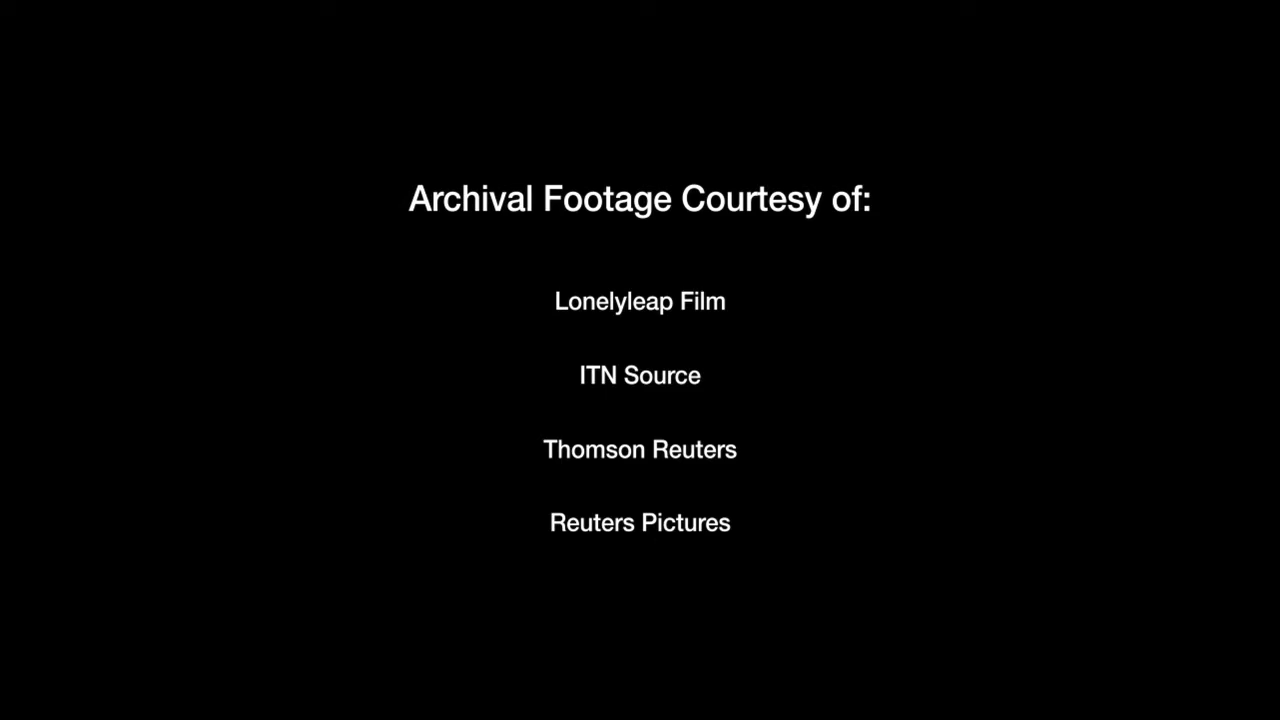 Archival Footage Courtesy of:
Lonelyleap Film
ITN Source
Thomson Reuters
Reuters Pictures